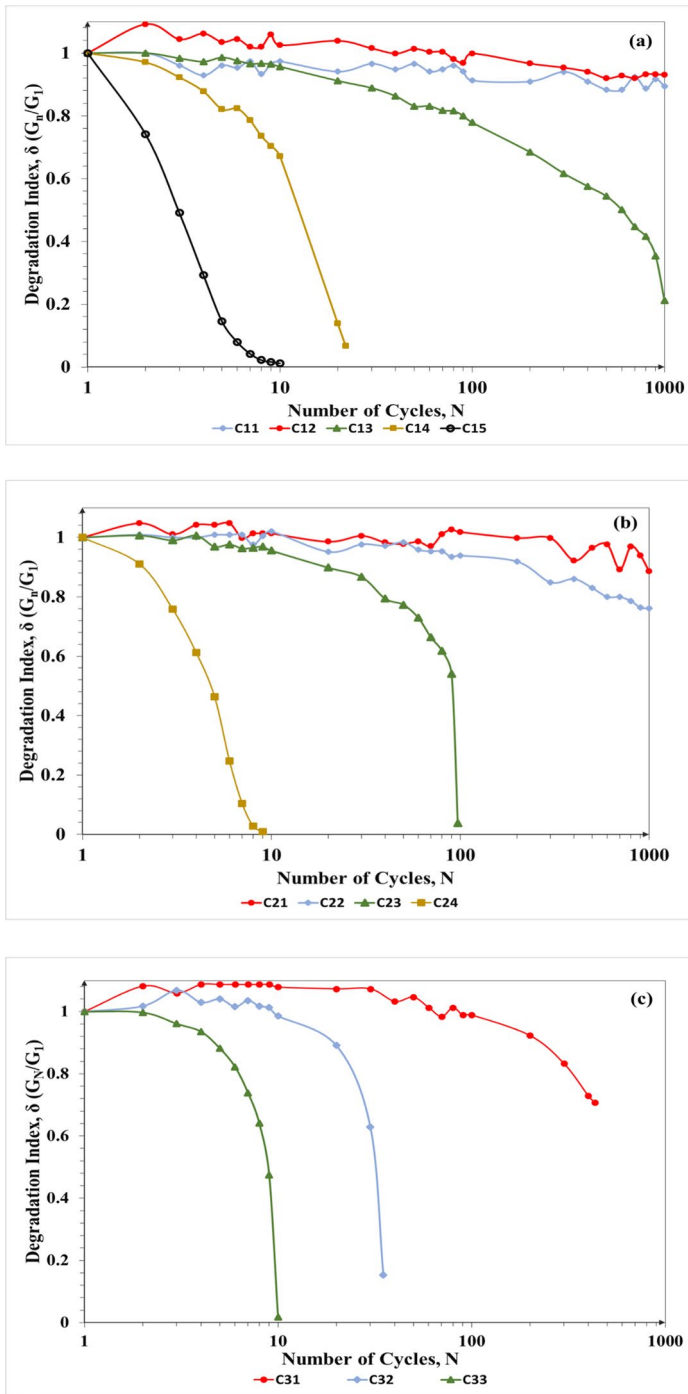 (a)
Degradation Index, δ (Gn/G1)
1
0.8
0.6
0.4
0.2
0
1 10 100 1000
Number of Cycles, N
C11 C12 C13 C14 C15
(b)
Degradation Index, δ (Gn/G1)
1
0.8
0.6
0.4
0.2
0
1 10 100 1000
Number of Cycles, N
C21 C22 C23 C24
(c)
Degradation Index, δ (GN/G1)
1
0.8
0.6
0.4
0.2
0
1 10 100 1000
Number of Cycles, N
C31 C32 C33